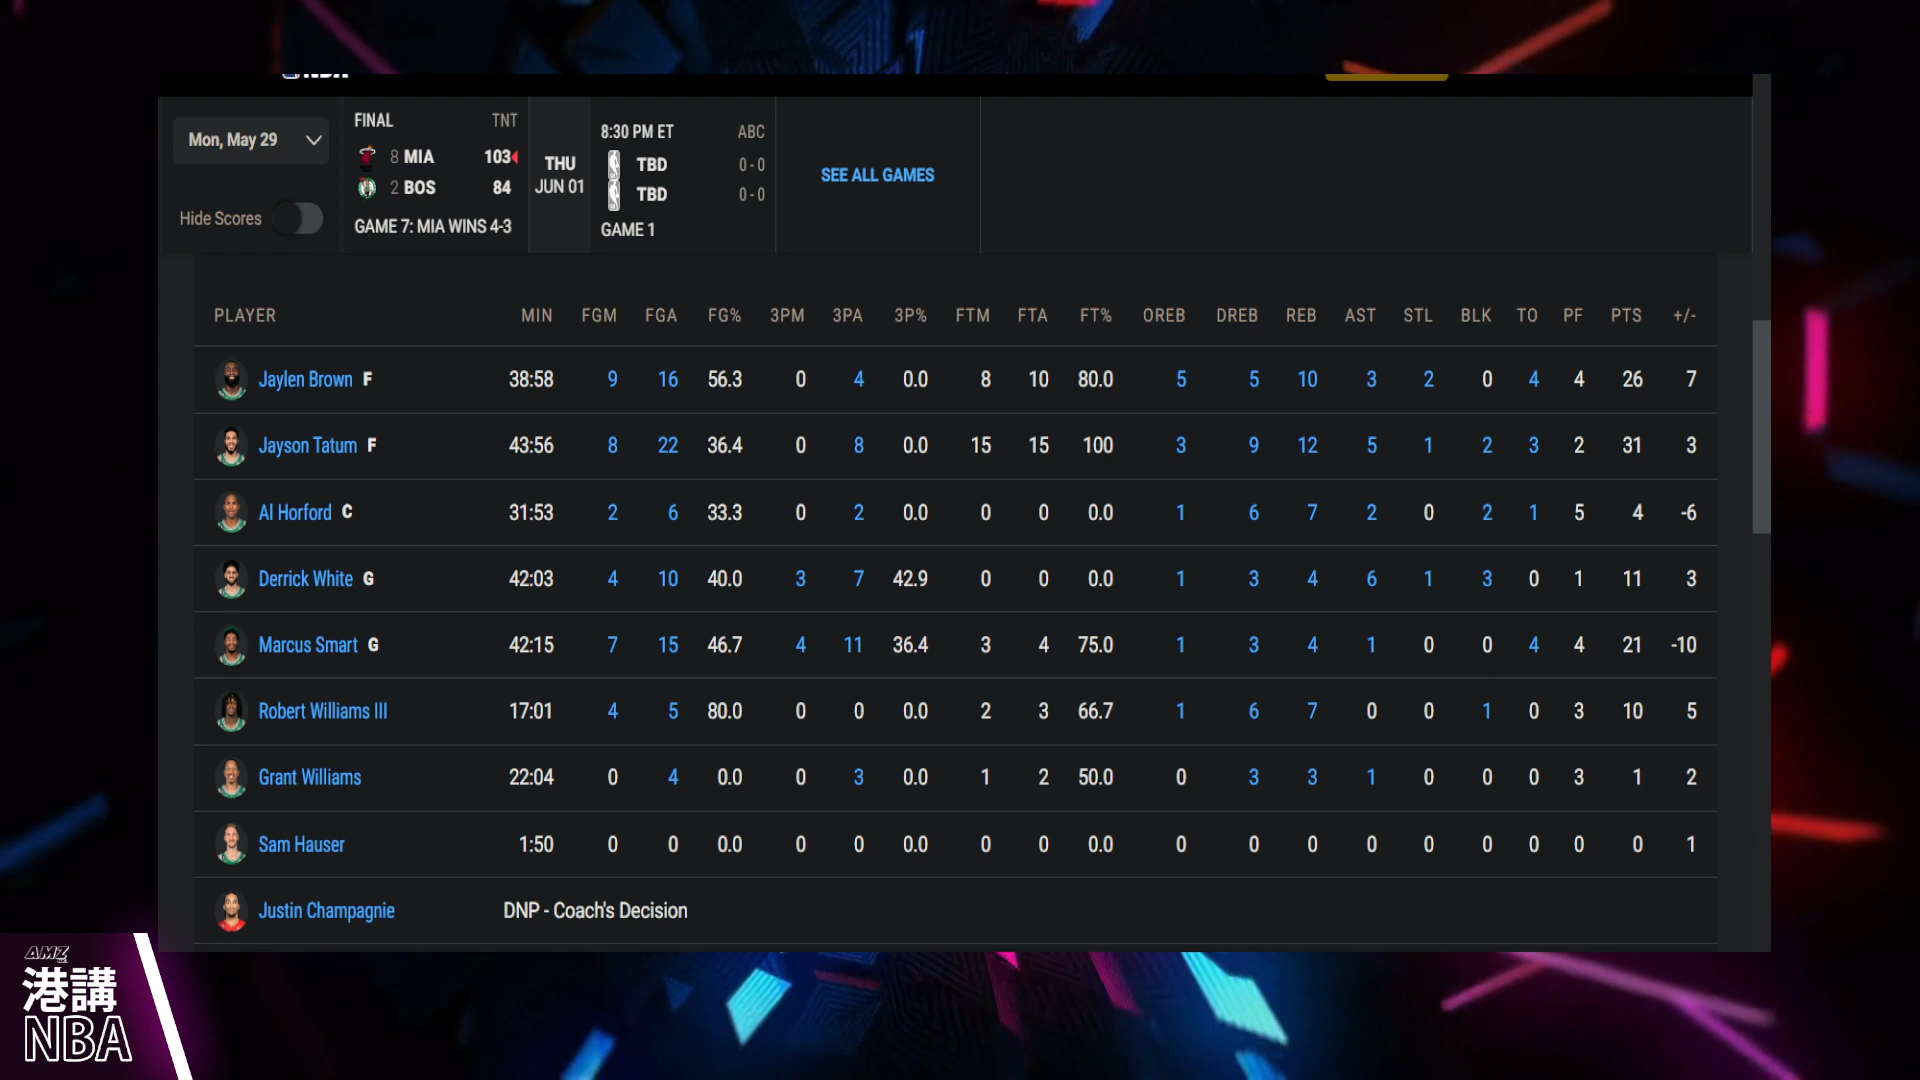 Mon, May 29
Hide Scores
FINAL TNT
8 MIA 103
2 BOS 84
GAME 7: MIA WINS 4-3
THU
JUN 01
8:30 PM ET ABC
TBD 0-0
TBD 0-0
GAME 1
SEE ALL GAMES
PLAYER MIN FGM FGA FG% 3PM 3PA 3P% FTM FTA FT% OREB DREB REB AST STL BLK TO PF PTS +/-
Jaylen Brown F 38:58 9 16 56.3 0 4 0.0 8 10 80.0 5 5 10 3 2 0 4 4 26 7
Jayson Tatum F 43:56 8 22 36.4 0 8 0.0 15 15 100 3 9 12 5 1 2 3 2 31 3
Al Horford C 31:53 2 6 33.3 0 2 0.0 0 0 0.0 1 6 7 2 0 2 1 5 4 -6
Derrick White G 42:03 4 10 40.0 3 7 42.9 0 0 0.0 1 3 4 6 1 3 0 1 11 3
Marcus Smart G 42:15 7 15 46.7 4 11 36.4 3 4 75.0 1 3 4 1 0 0 4 4 21 -10
Robert Williams III 17:01 4 5 80.0 0 0 0.0 2 3 66.7 1 6 7 0 0 1 0 3 10 5
Grant Williams 22:04 0 4 0.0 0 3 0.0 1 2 50.0 0 3 3 1 0 0 0 3 1 2
Sam Hauser 1:50 0 0 0.0 0 0 0.0 0 0 0.0 0 0 0 0 0 0 0 0 0 1
Justin Champagnie DNP - Coach's Decision
AMZ
港講
NBA